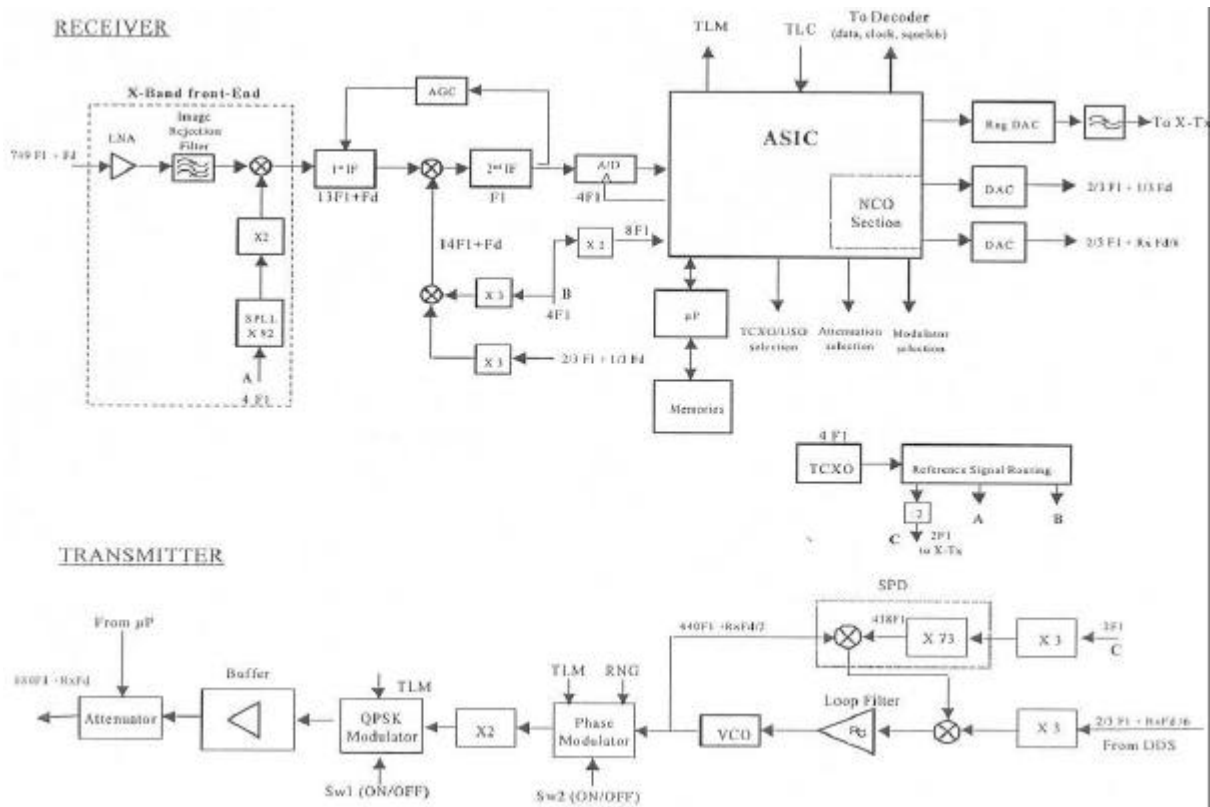 RECEIVER
TLM
TLC
To Decoder
(data, clock, squelch)
X-Band front-End
AGC
LNA
Image
Rejection
Filter
749 F1 + Fd
1st IF
13F1+Fd
2nd IF
F1
A/D
4F1
ASIC
Rng DAC
To X-Tx
NCO
Section
DAC
2/3 F1 + 1/3 Fd
DAC
X2
14F1+Fd
X 2
8F1
X 3
B
4F1
SPLL
X 92
A
4 F1
X 3
2/3 F1 + 1/3 Fd
µP
Memories
TCXO/USO
selection
Attenuation
selection
Modulator
selection
4 F1
TCXO
Reference Signal Routing
:2
A
B
C
2F1
to X-Tx
TRANSMITTER
SPD
From µP
440F1 +RxFd/2
438F1
X 73
X 3
2F1
C
880F1 +RxFd
Attenuator
Buffer
TLM
QPSK
Modulator
X2
TLM
RNG
Phase
Modulator
VCO
Loop Filter
X 3
2/3 F1 + RxFd/6
From DDS
Sw1 (ON/OFF)
Sw2 (ON/OFF)